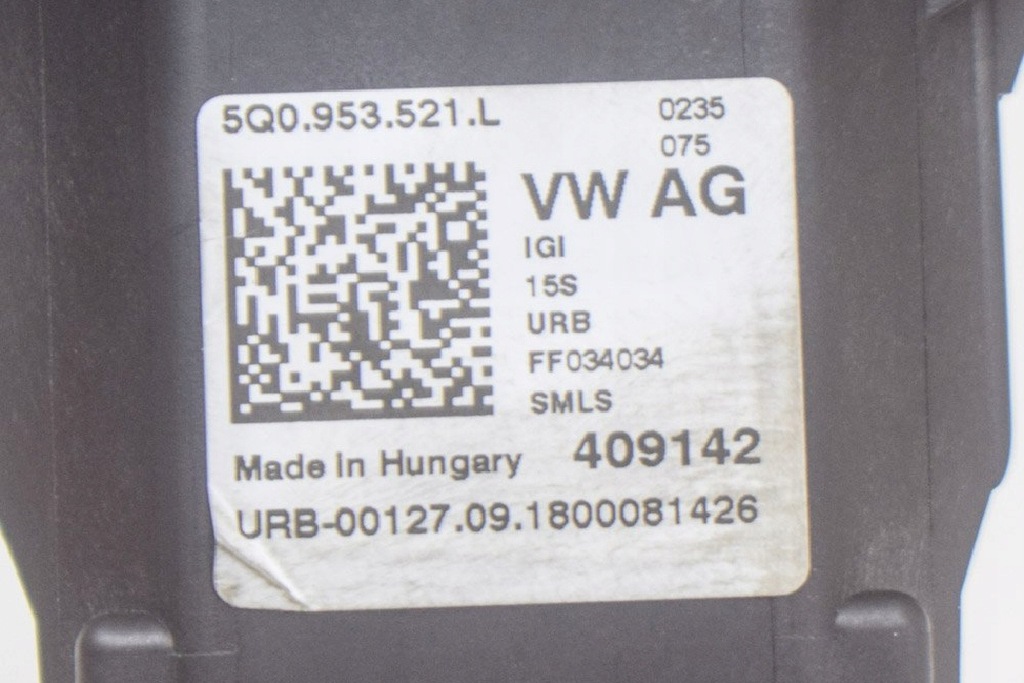 5Q0.953.521.L
0235
075
VW AG
IGI
15S
URB
FF034034
SMLS
409142
Made in Hungary
URB-00127.09.1800081426